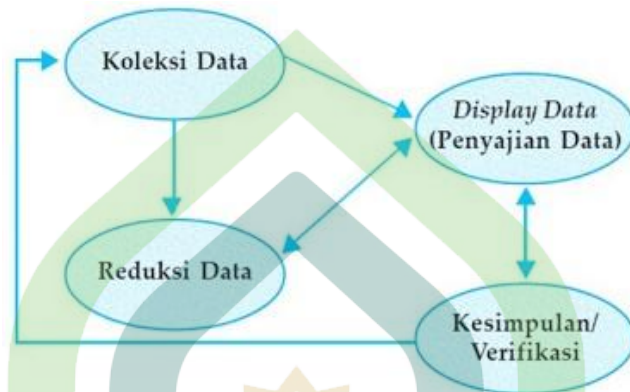 Koleksi Data
Display Data
(Penyajian Data)
Reduksi Data
Kesimpulan/
Verifikasi